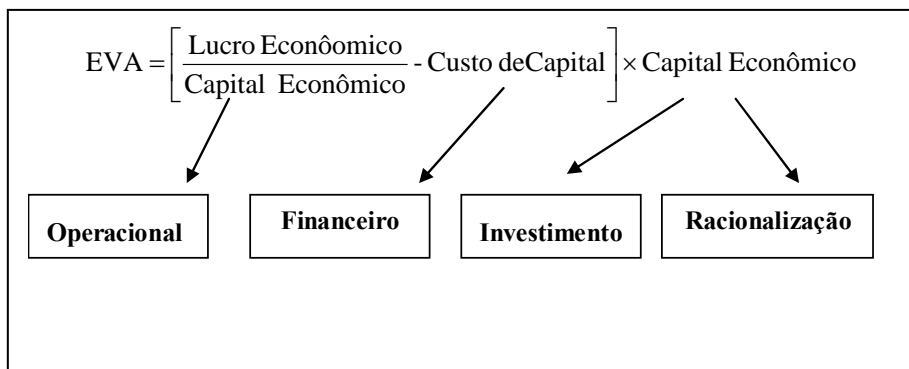 EVA = [ Lucro Econôomico / Capital Econômico - Custo deCapital ] × Capital Econômico
Operacional Financeiro Investimento Racionalização